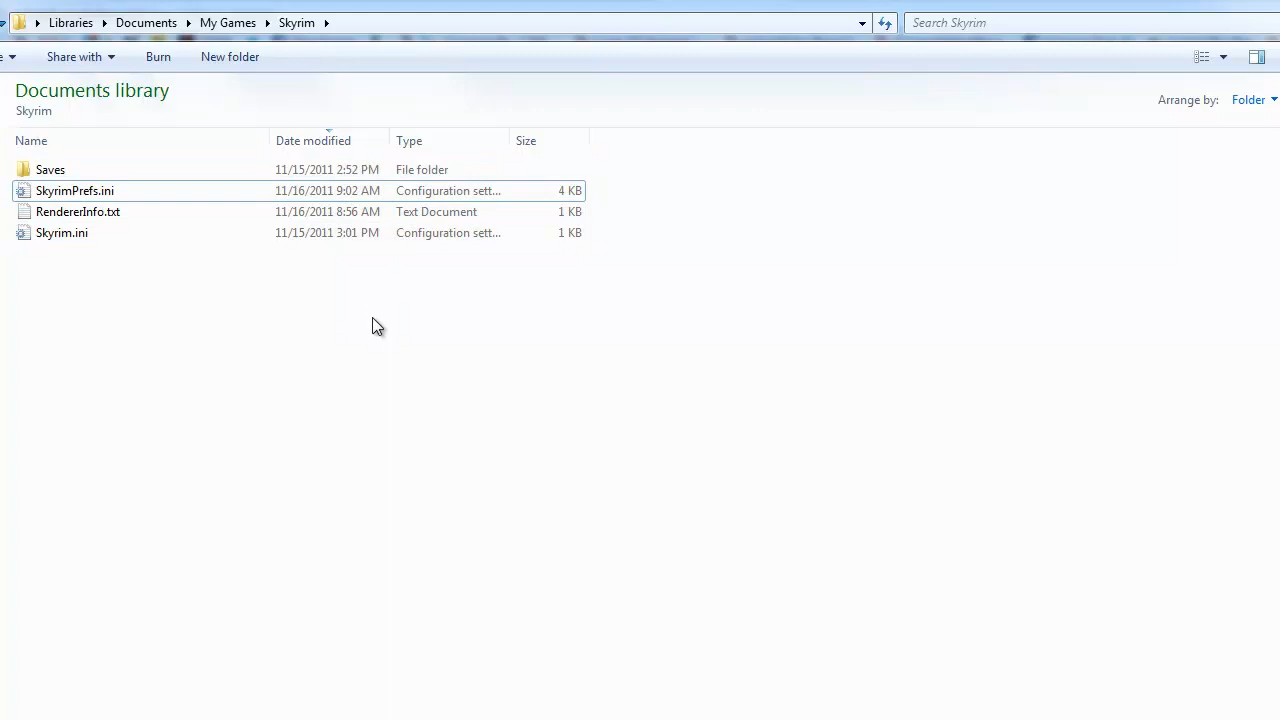 Libraries Documents My Games Skyrim Search Skyrim
e Share with Burn New folder
Documents library
Skyrim
Arrange by: Folder
Name Date modified Type Size
Saves 11/15/2011 2:52 PM File folder
SkyrimPrefs.ini 11/16/2011 9:02 AM Configuration sett... 4 KB
RendererInfo.txt 11/16/2011 8:56 AM Text Document 1 KB
Skyrim.ini 11/15/2011 3:01 PM Configuration sett... 1 KB